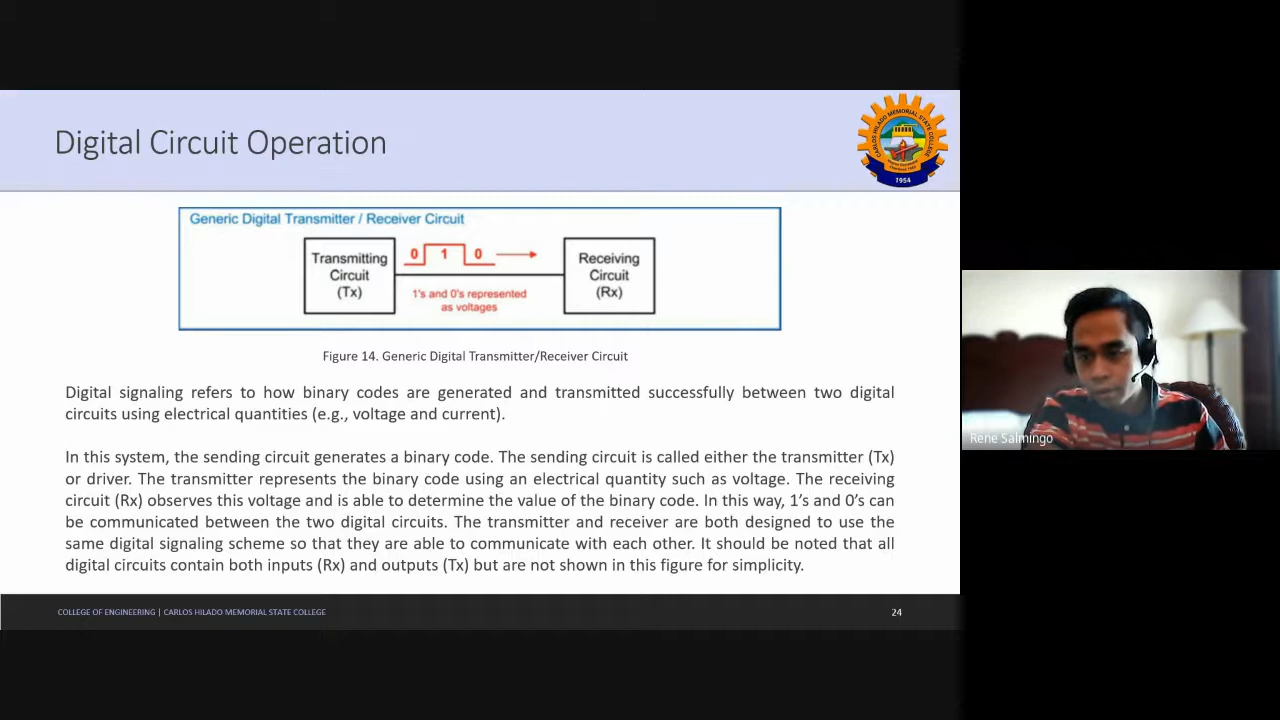 Digital Circuit Operation
CARLOS HILADO MEMORIAL STATE COLLEGE
1954
Generic Digital Transmitter / Receiver Circuit
Transmitting
Circuit
(Tx)
0 1 0
1's and 0's represented
as voltages
Receiving
Circuit
(Rx)
Figure 14. Generic Digital Transmitter/Receiver Circuit
Digital signaling refers to how binary codes are generated and transmitted successfully between two digital
circuits using electrical quantities (e.g., voltage and current).
In this system, the sending circuit generates a binary code. The sending circuit is called either the transmitter (Tx)
or driver. The transmitter represents the binary code using an electrical quantity such as voltage. The receiving
circuit (Rx) observes this voltage and is able to determine the value of the binary code. In this way, 1’s and 0’s can
be communicated between the two digital circuits. The transmitter and receiver are both designed to use the
same digital signaling scheme so that they are able to communicate with each other. It should be noted that all
digital circuits contain both inputs (Rx) and outputs (Tx) but are not shown in this figure for simplicity.
COLLEGE OF ENGINEERING | CARLOS HILADO MEMORIAL STATE COLLEGE
24
Rene Salmingo